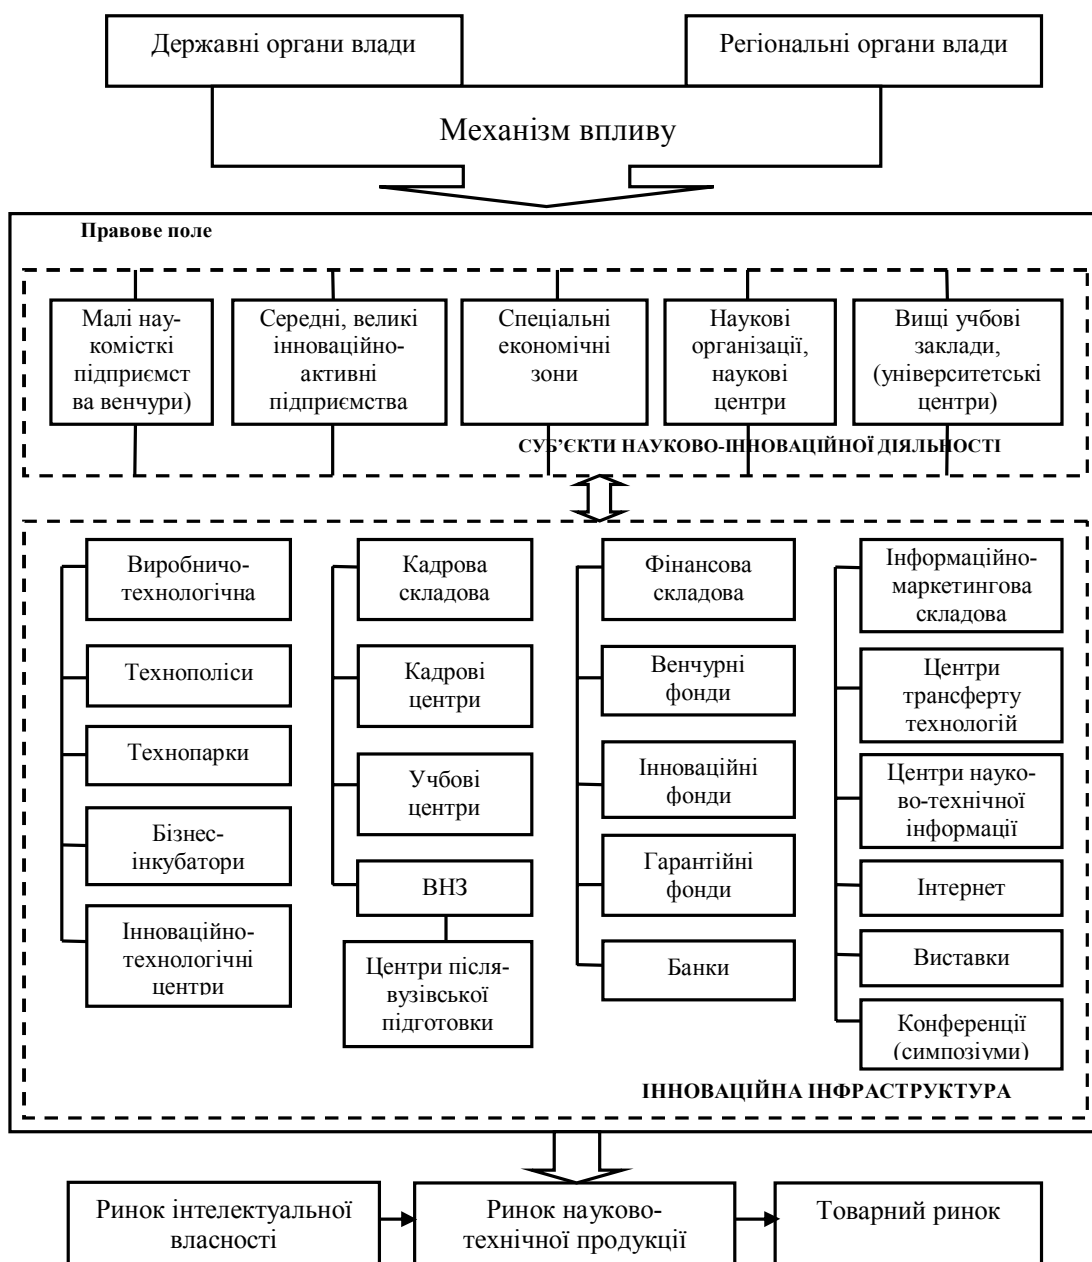 Державні органи влади
Регіональні органи влади
Механізм впливу
Правове поле
Малі нау-
комісткі
підприємст
ва венчури)
Середні, великі
інноваційно-
активні
підприємства
Спеціальні
економічні
зони
Наукові
організації,
наукові
центри
Вищі учбові
заклади,
(університетські
центри)
СУБ’ЄКТИ НАУКОВО-ІННОВАЦІЙНОЇ ДІЯЛЬНОСТІ
Виробничо-
технологічна
Технополіси
Технопарки
Бізнес-
інкубатори
Інноваційно-
технологічні
центри
Кадрова
складова
Кадрові
центри
Учбові
центри
ВНЗ
Центри після-
вузівської
підготовки
Фінансова
складова
Венчурні
фонди
Інноваційні
фонди
Гарантійні
фонди
Банки
Інформаційно-
маркетингова
складова
Центри
трансферту
технологій
Центри науко-
во-технічної
інформації
Інтернет
Виставки
Конференції
(симпозіуми)
ІННОВАЦІЙНА ІНФРАСТРУКТУРА
Ринок інтелектуальної
власності
Ринок науково-
технічної продукції
Товарний ринок